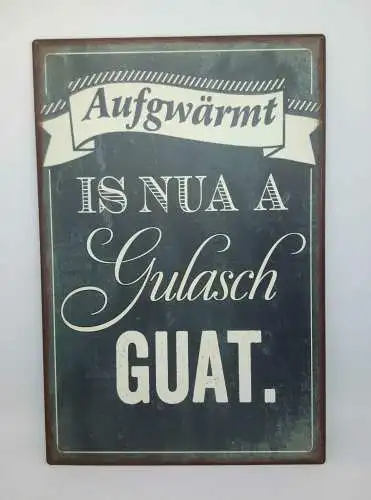 Aufgwärmt
IS NUA A
Gulasch
GUAT.